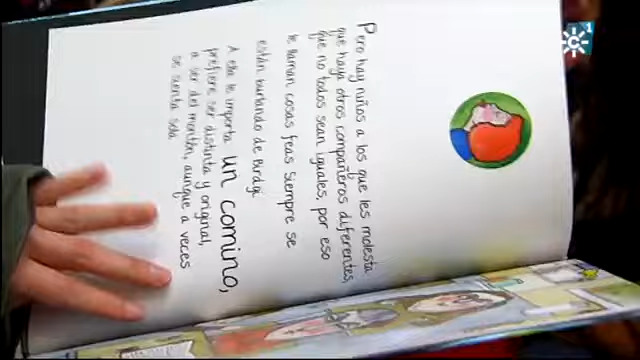 Pero hay niños a los que les molesta
que haya otros compañeros diferentes,
que no todos sean iguales, por eso
le llaman cosas feas siempre se
están burlando de Burdgi
A ella le importa un comino,
prefiere ser distinta y original,
a ser del montón, aunque a veces
se sienta sola
1